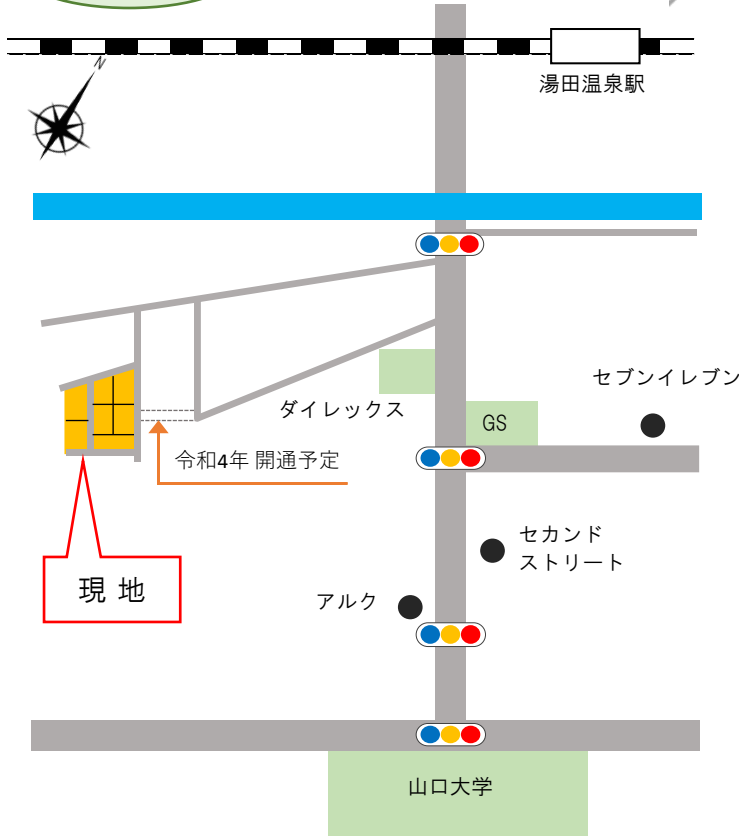 N
湯田温泉駅
セブンイレブン
ダイレックス
GS
令和4年 開通予定
セカンド
ストリート
現 地
アルク
山口大学